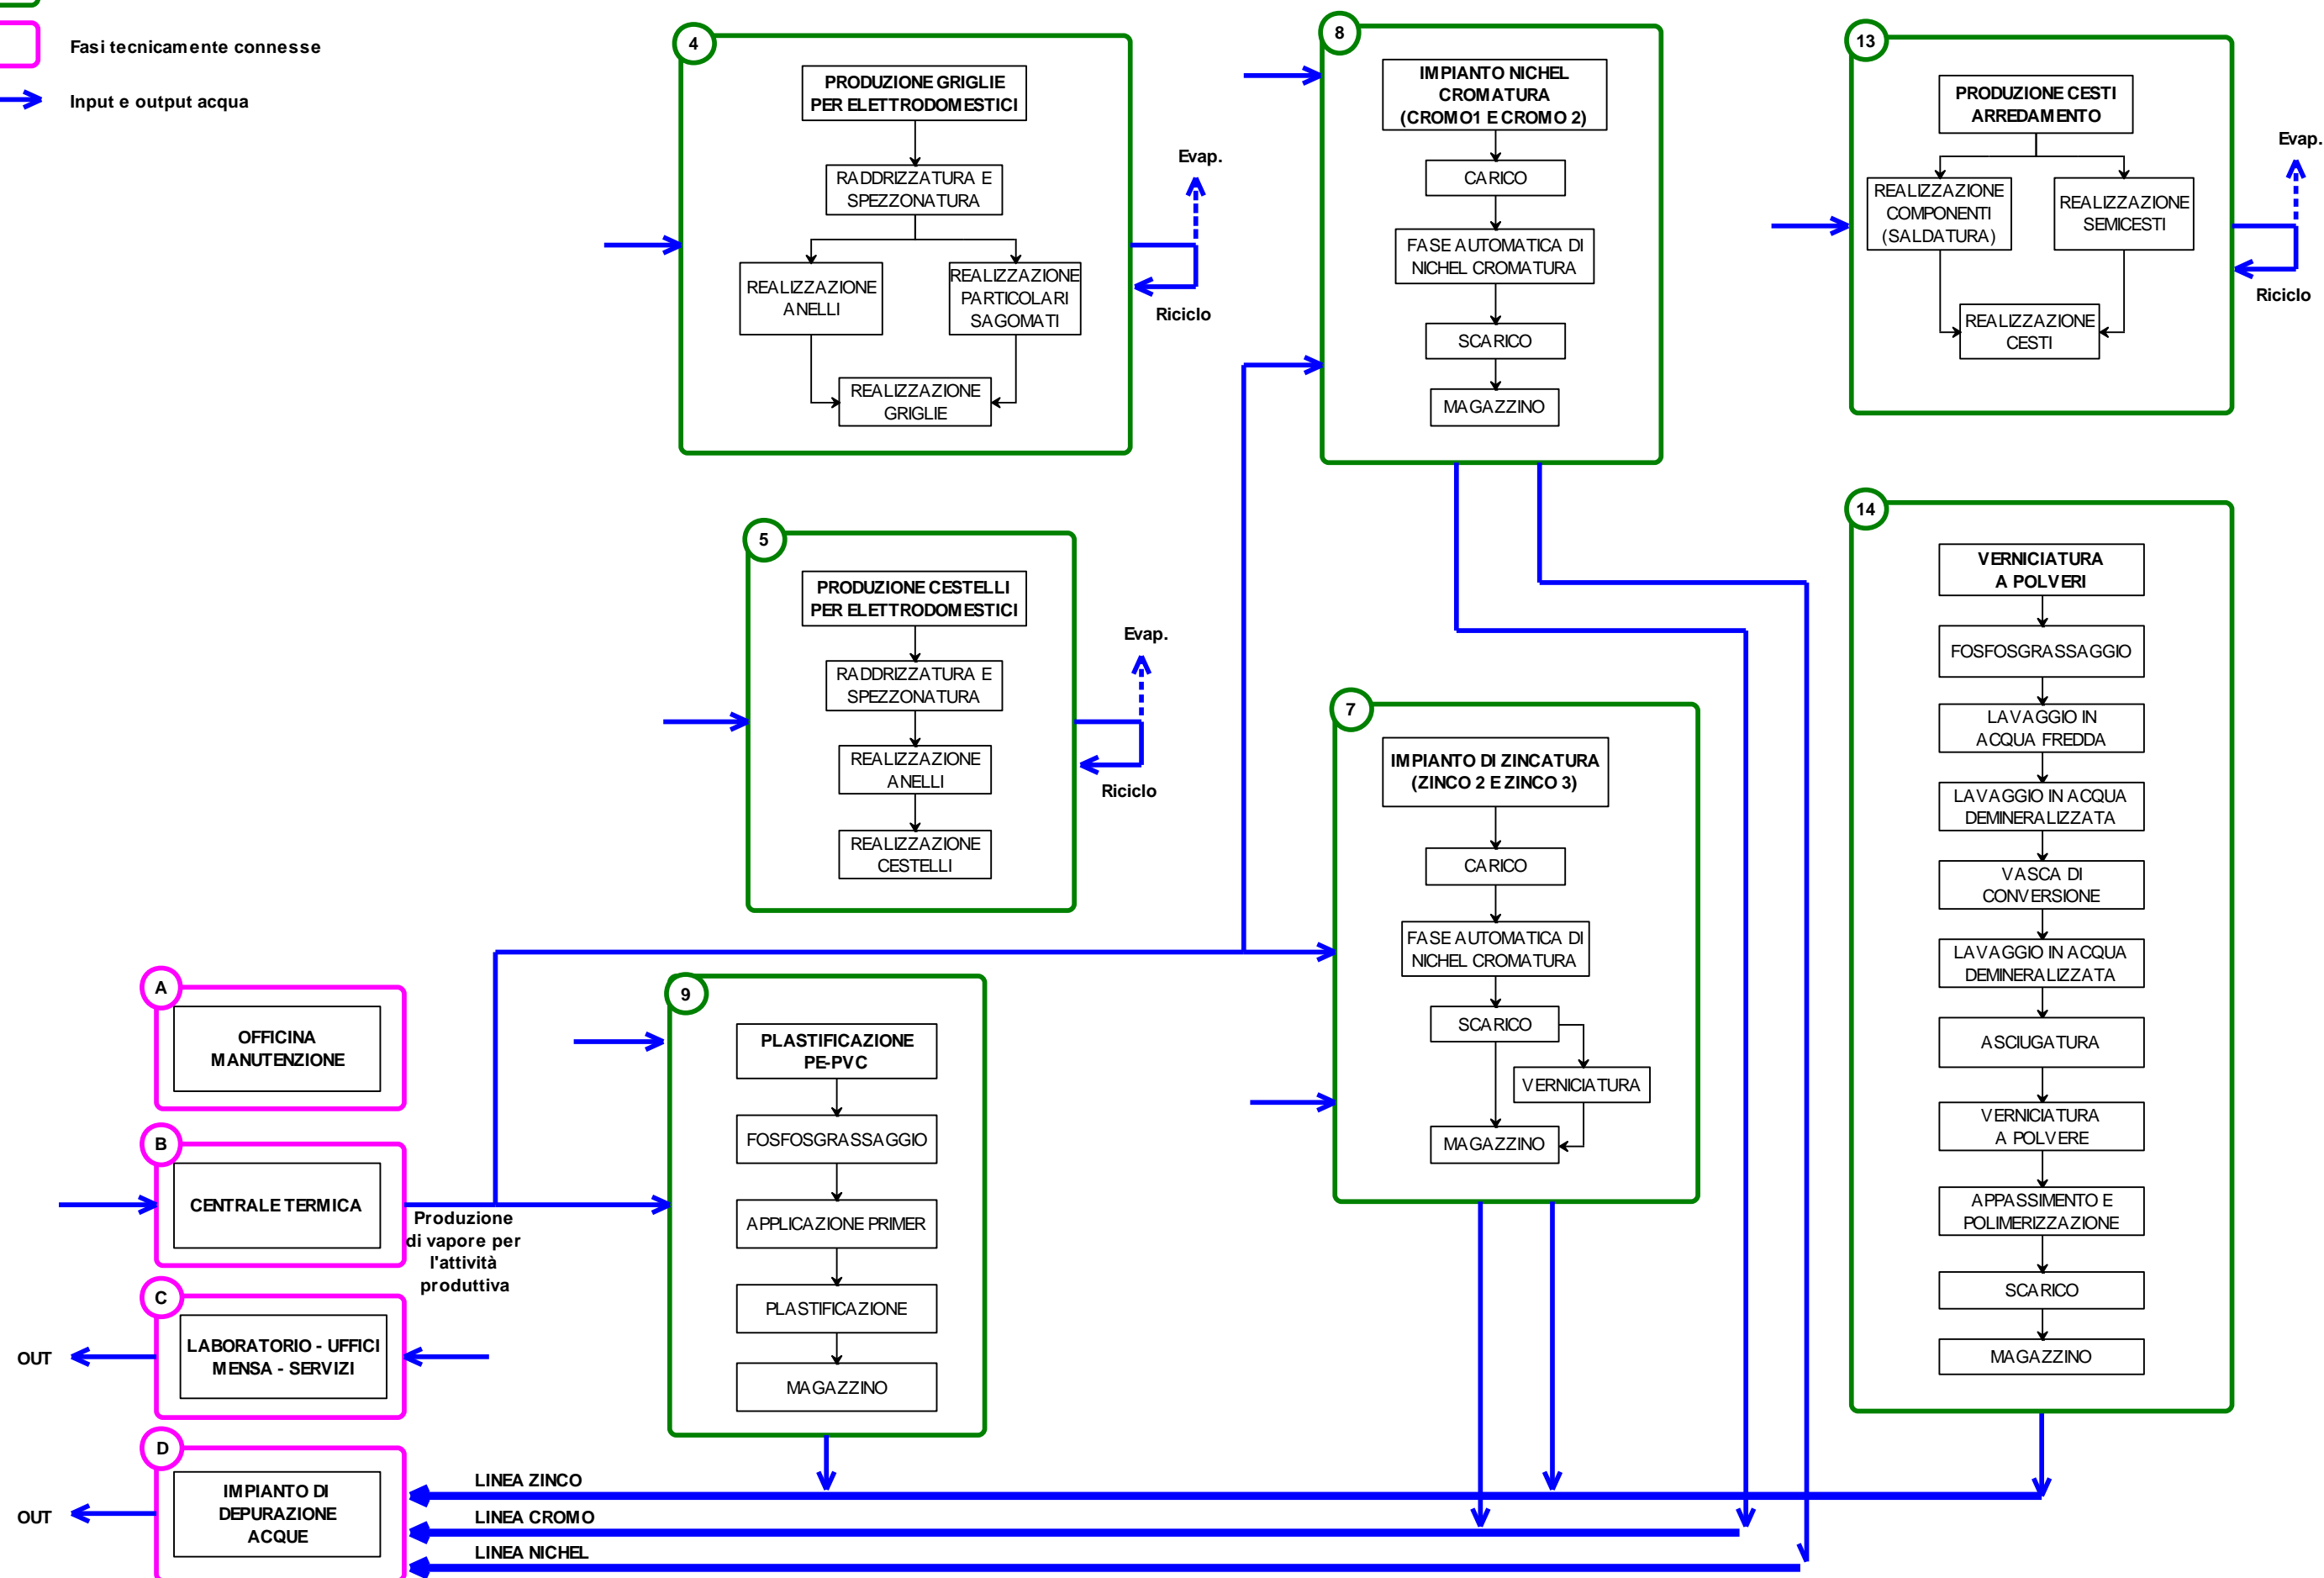 Fasi tecnicamente connesse
Input e output acqua
4
PRODUZIONE GRIGLIE
PER ELETTRODOMESTICI
RADDRIZZATURA E
SPEZZONATURA
REALIZZAZIONE
ANELLI
REALIZZAZIONE
PARTICOLARI
SAGOMATI
REALIZZAZIONE
GRIGLIE
Evap.
Riciclo
8
IMPIANTO NICHEL
CROMATURA
(CROMO1 E CROMO 2)
CARICO
FASE AUTOMATICA DI
NICHEL CROMATURA
SCARICO
MAGAZZINO
13
PRODUZIONE CESTI
ARREDAMENTO
REALIZZAZIONE
COMPONENTI
(SALDATURA)
REALIZZAZIONE
SEMICESTI
REALIZZAZIONE
CESTI
Evap.
Riciclo
5
PRODUZIONE CESTELLI
PER ELETTRODOMESTICI
RADDRIZZATURA E
SPEZZONATURA
REALIZZAZIONE
ANELLI
REALIZZAZIONE
CESTELLI
Evap.
Riciclo
7
IMPIANTO DI ZINCATURA
(ZINCO 2 E ZINCO 3)
CARICO
FASE AUTOMATICA DI
NICHEL CROMATURA
SCARICO
VERNICIATURA
MAGAZZINO
14
VERNICIATURA
A POLVERI
FOSFOSGRASSAGGIO
LAVAGGIO IN
ACQUA FREDDA
LAVAGGIO IN ACQUA
DEMINERALIZZATA
VASCA DI
CONVERSIONE
LAVAGGIO IN ACQUA
DEMINERALIZZATA
ASCIUGATURA
VERNICIATURA
A POLVERE
APPASSIMENTO E
POLIMERIZZAZIONE
SCARICO
MAGAZZINO
A
OFFICINA
MANUTENZIONE
B
CENTRALE TERMICA
Produzione
di vapore per
l'attività
produttiva
9
PLASTIFICAZIONE
PE-PVC
FOSFOSGRASSAGGIO
APPLICAZIONE PRIMER
PLASTIFICAZIONE
MAGAZZINO
C
LABORATORIO - UFFICI
MENSA - SERVIZI
OUT
D
IMPIANTO DI
DEPURAZIONE
ACQUE
OUT
LINEA ZINCO
LINEA CROMO
LINEA NICHEL